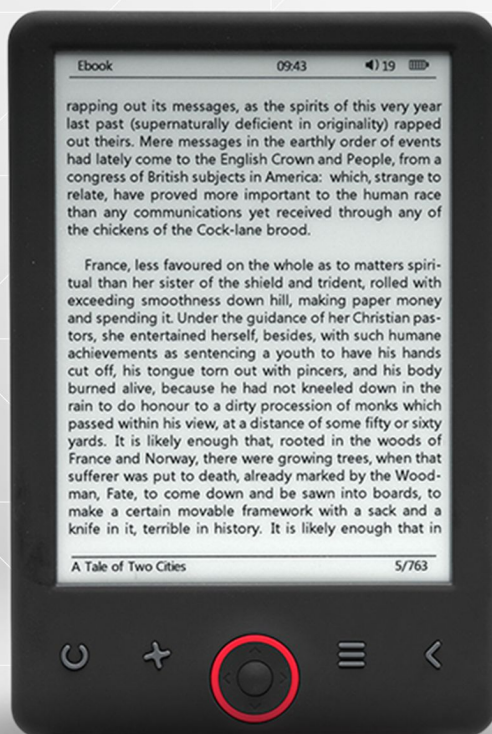 Ebook 09:43 19
rapping out its messages, as the spirits of this very year
last past (supernaturally deficient in originality) rapped
out theirs. Mere messages in the earthly order of events
had lately come to the English Crown and People, from a
congress of British subjects in America: which, strange to
relate, have proved more important to the human race
than any communications yet received through any of
the chickens of the Cock-lane brood.
France, less favoured on the whole as to matters spiri-
tual than her sister of the shield and trident, rolled with
exceeding smoothness down hill, making paper money
and spending it. Under the guidance of her Christian pas-
tors, she entertained herself, besides, with such humane
achievements as sentencing a youth to have his hands
cut off, his tongue torn out with pincers, and his body
burned alive, because he had not kneeled down in the
rain to do honour to a dirty procession of monks which
passed within his view, at a distance of some fifty or sixty
yards. It is likely enough that, rooted in the woods of
France and Norway, there were growing trees, when that
sufferer was put to death, already marked by the Wood-
man, Fate, to come down and be sawn into boards, to
make a certain movable framework with a sack and a
knife in it, terrible in history. It is likely enough that in
A Tale of Two Cities 5/763